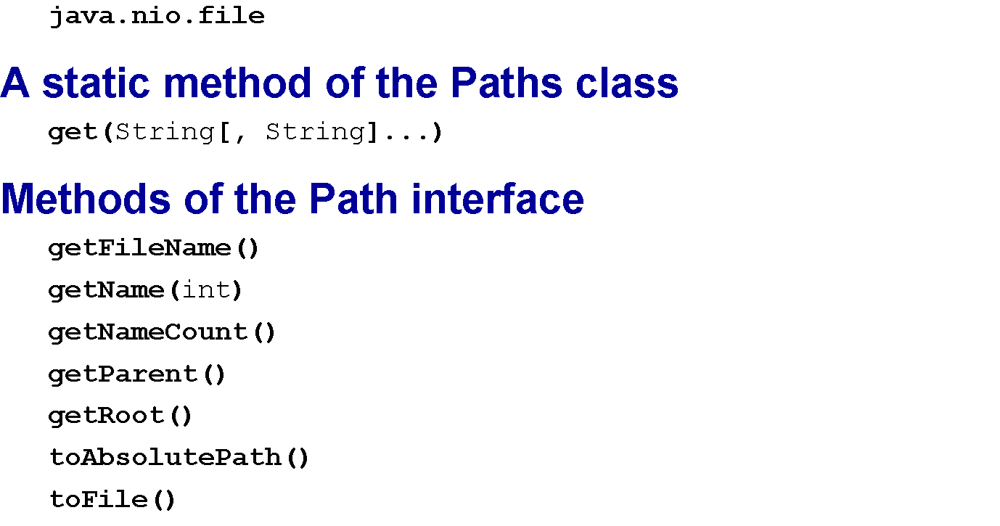 java.nio.file
A static method of the Paths class
get(String[, String]...)
Methods of the Path interface
getFileName()
getName(int)
getNameCount()
getParent()
getRoot()
toAbsolutePath()
toFile()